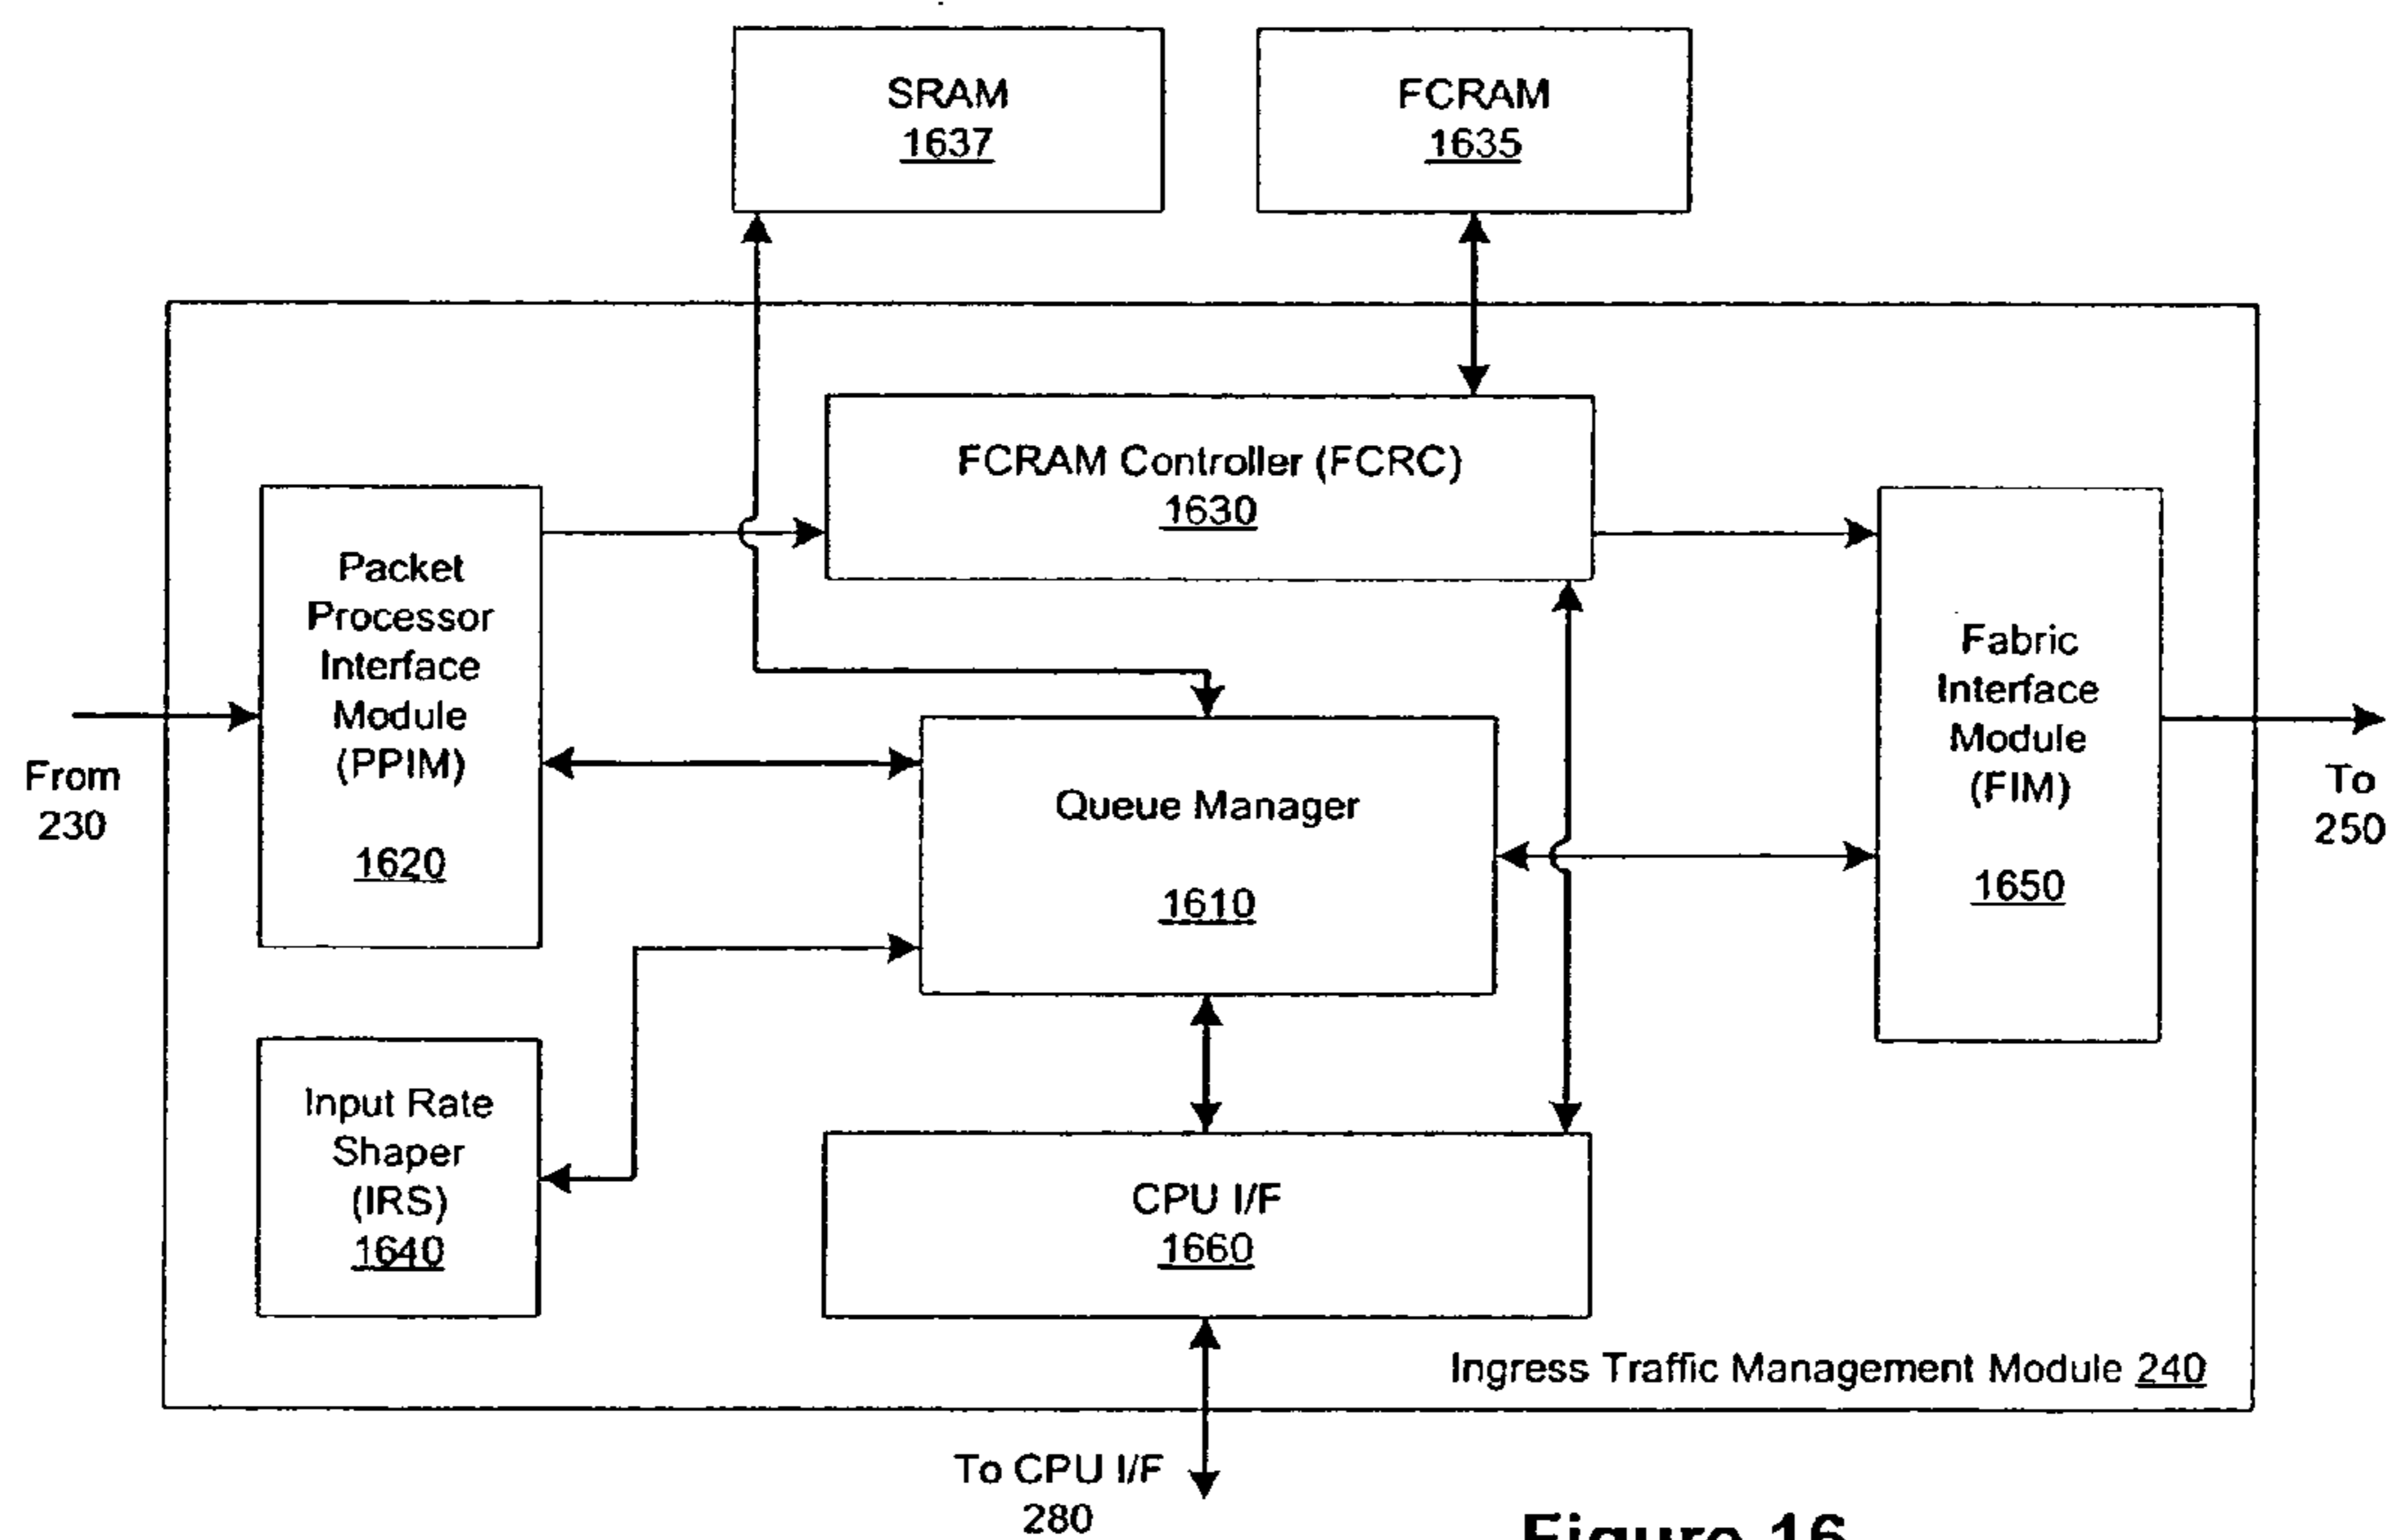 SRAM
1637
FCRAM
1635
FCRAM Controller (FCRC)
1630
Packet
Processor
Interface
Module
(PPIM)
1620
Fabric
Interface
Module
(FIM)
1650
From
230
To
250
Queue Manager
1610
Input Rate
Shaper
(IRS)
1640
CPU I/F
1660
Ingress Traffic Management Module 240
To CPU I/F
280
Figure 16